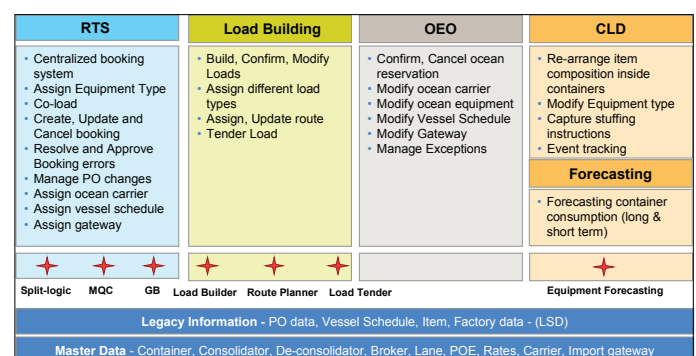 RTS
• Centralized booking
system
• Assign Equipment Type
• Co-load
• Create, Update and
Cancel booking
• Resolve and Approve
Booking errors
• Manage PO changes
• Assign ocean carrier
• Assign vessel schedule
• Assign gateway
Load Building
• Build, Confirm, Modify
Loads
• Assign different load
types
• Assign, Update route
• Tender Load
OEO
• Confirm, Cancel ocean
reservation
• Modify ocean carrier
• Modify ocean equipment
• Modify Vessel Schedule
• Modify Gateway
• Manage Exceptions
CLD
• Re-arrange item
composition inside
containers
• Modify Equipment type
• Capture stuffing
instructions
• Event tracking
Forecasting
• Forecasting container
consumption (long &
short term)
Split-logic MQC GB Load Builder Route Planner Load Tender Equipment Forecasting
Legacy Information - PO data, Vessel Schedule, Item, Factory data - (LSD)
Master Data - Container, Consolidator, De-consolidator, Broker, Lane, POE, Rates, Carrier, Import gateway